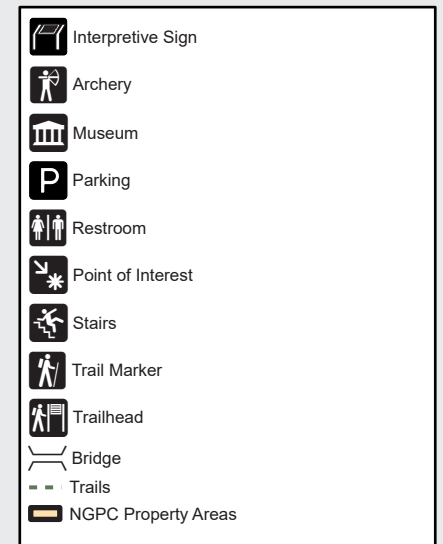 Interpretive Sign
Archery
Museum
P Parking
Restroom
Point of Interest
Stairs
Trail Marker
Trailhead
Bridge
Trails
NGPC Property Areas